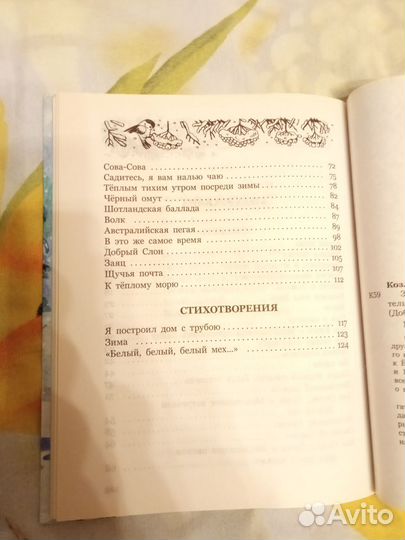 Сова-Сова 72
Садитесь, я вам налью чаю 75
Тёплым тихим утром посреди зимы 78
Чёрный омут 82
Шотландская баллада 84
Волк 87
Австралийская пегая 89
В это же самое время 98
Добрый Слон 102
Заяц 105
Щучья почта 107
К тёплому морю 112
СТИХОТВОРЕНИЯ
Я построил дом с трубою 117
Зима 123
«Белый, белый, белый мех...» 124
К59
Avito